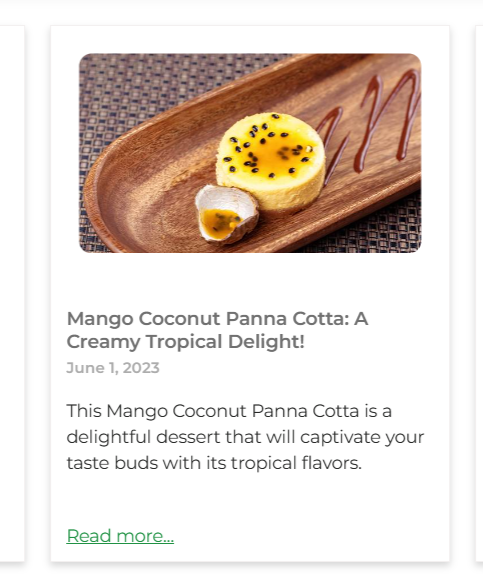 Mango Coconut Panna Cotta: A
Creamy Tropical Delight!
June 1, 2023
This Mango Coconut Panna Cotta is a
delightful dessert that will captivate your
taste buds with its tropical flavors.
Read more...